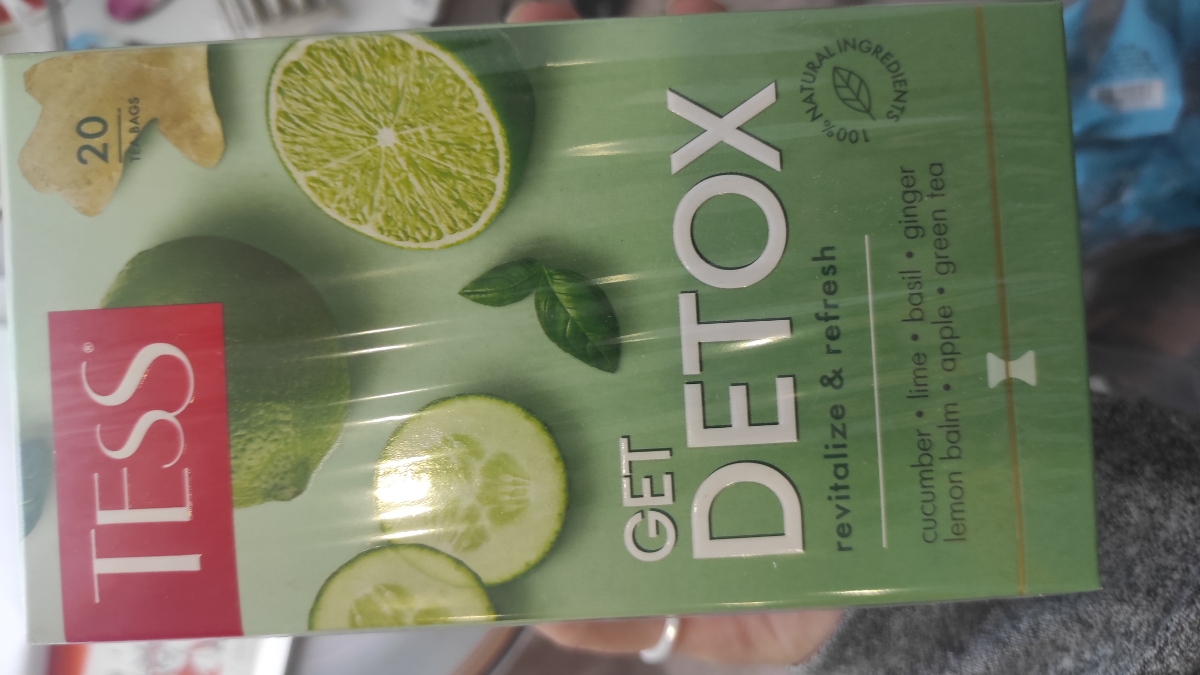 TESS®
20
TEA BAGS
GET
DETOX
revitalize & refresh
100% NATURAL INGREDIENTS
cucumber • lime • basil • ginger
lemon balm • apple • green tea